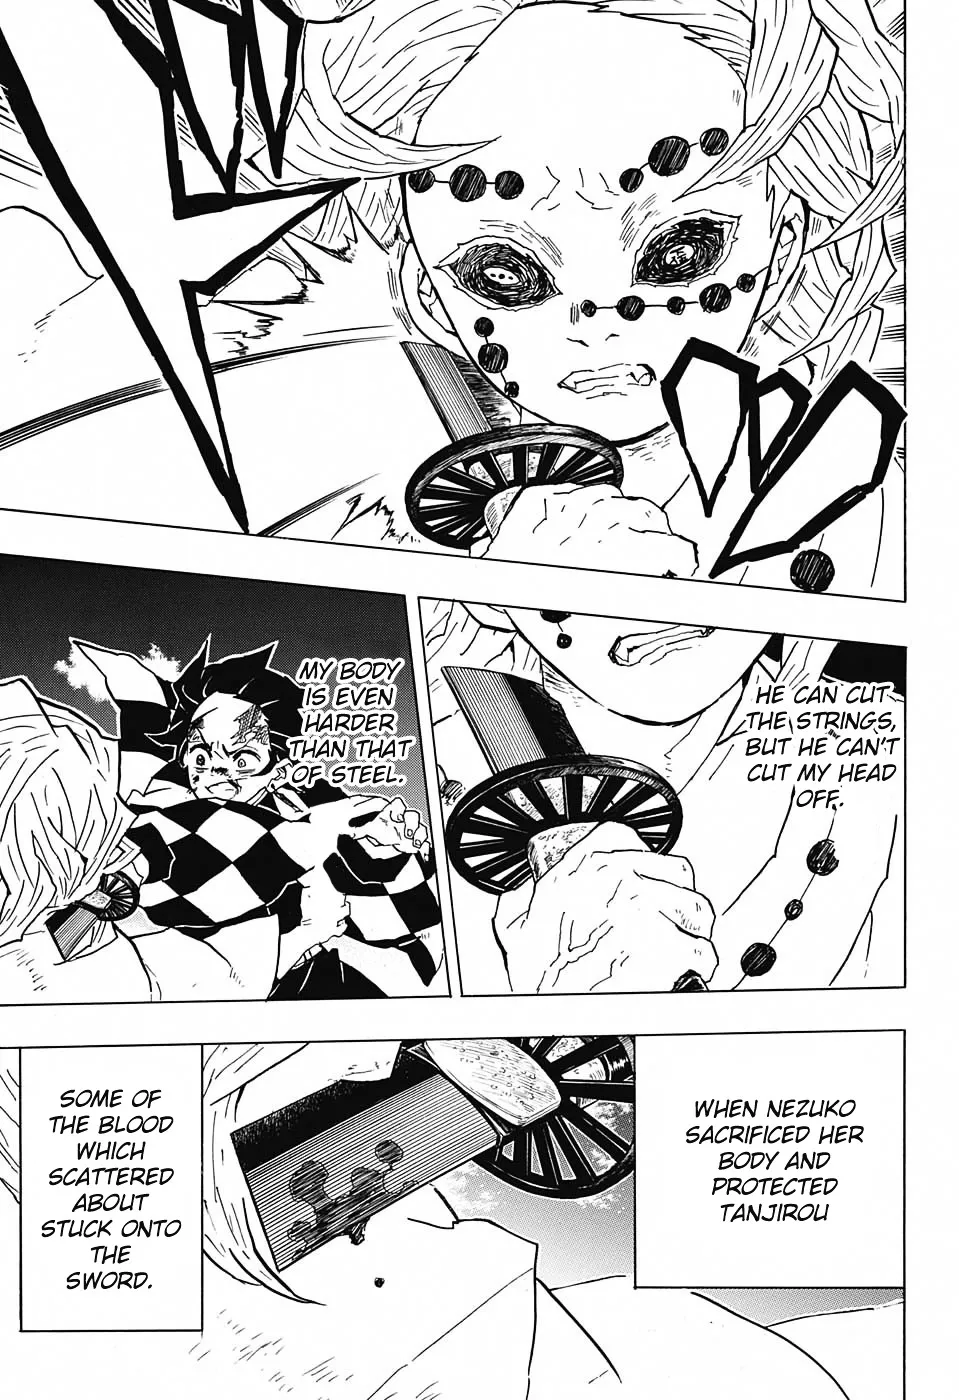 HE CAN CUT
THE STRINGS,
BUT HE CAN'T
CUT MY HEAD
OFF.
MY BODY
IS EVEN
HARDER
THAN THAT
OF STEEL.
WHEN NEZUKO
SACRIFICED HER
BODY AND
PROTECTED
TANJIROU
SOME OF
THE BLOOD
WHICH
SCATTERED
ABOUT
STUCK ONTO
THE
SWORD.